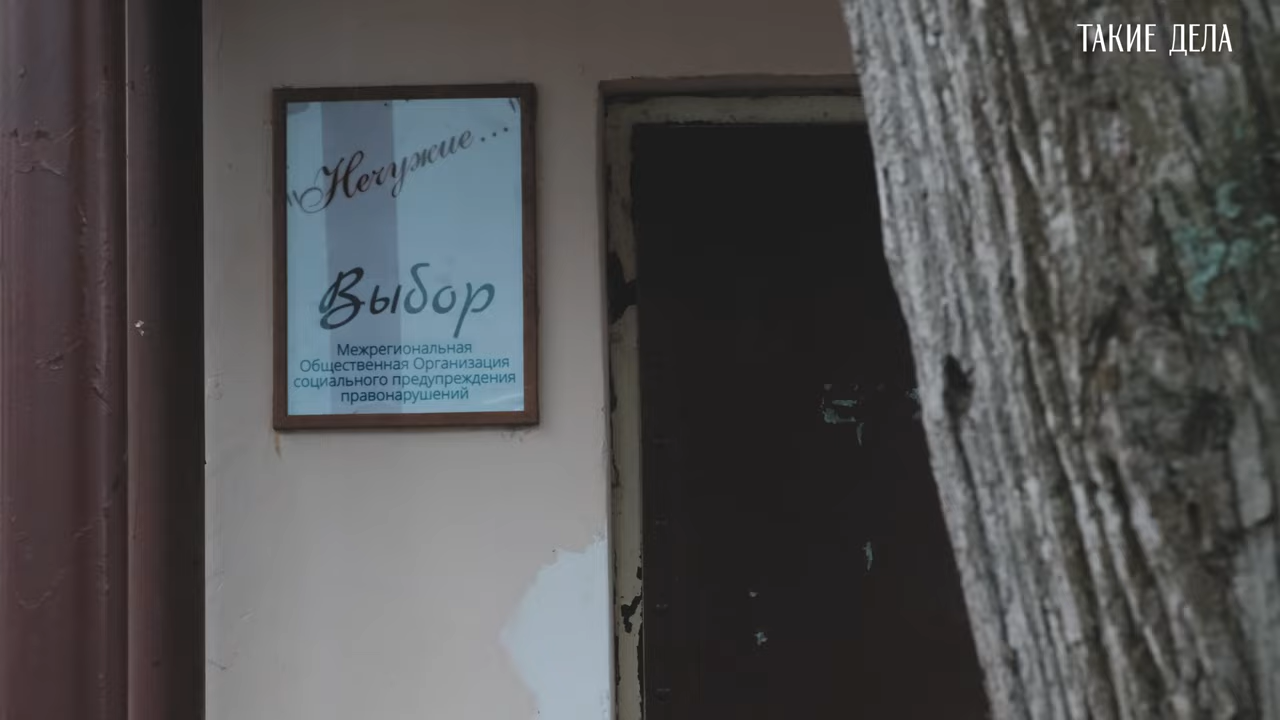 ТАКИЕ ДЕЛА
"Нечужие...
Выбор
Межрегиональная
Общественная Организация
социального предупреждения
правонарушений